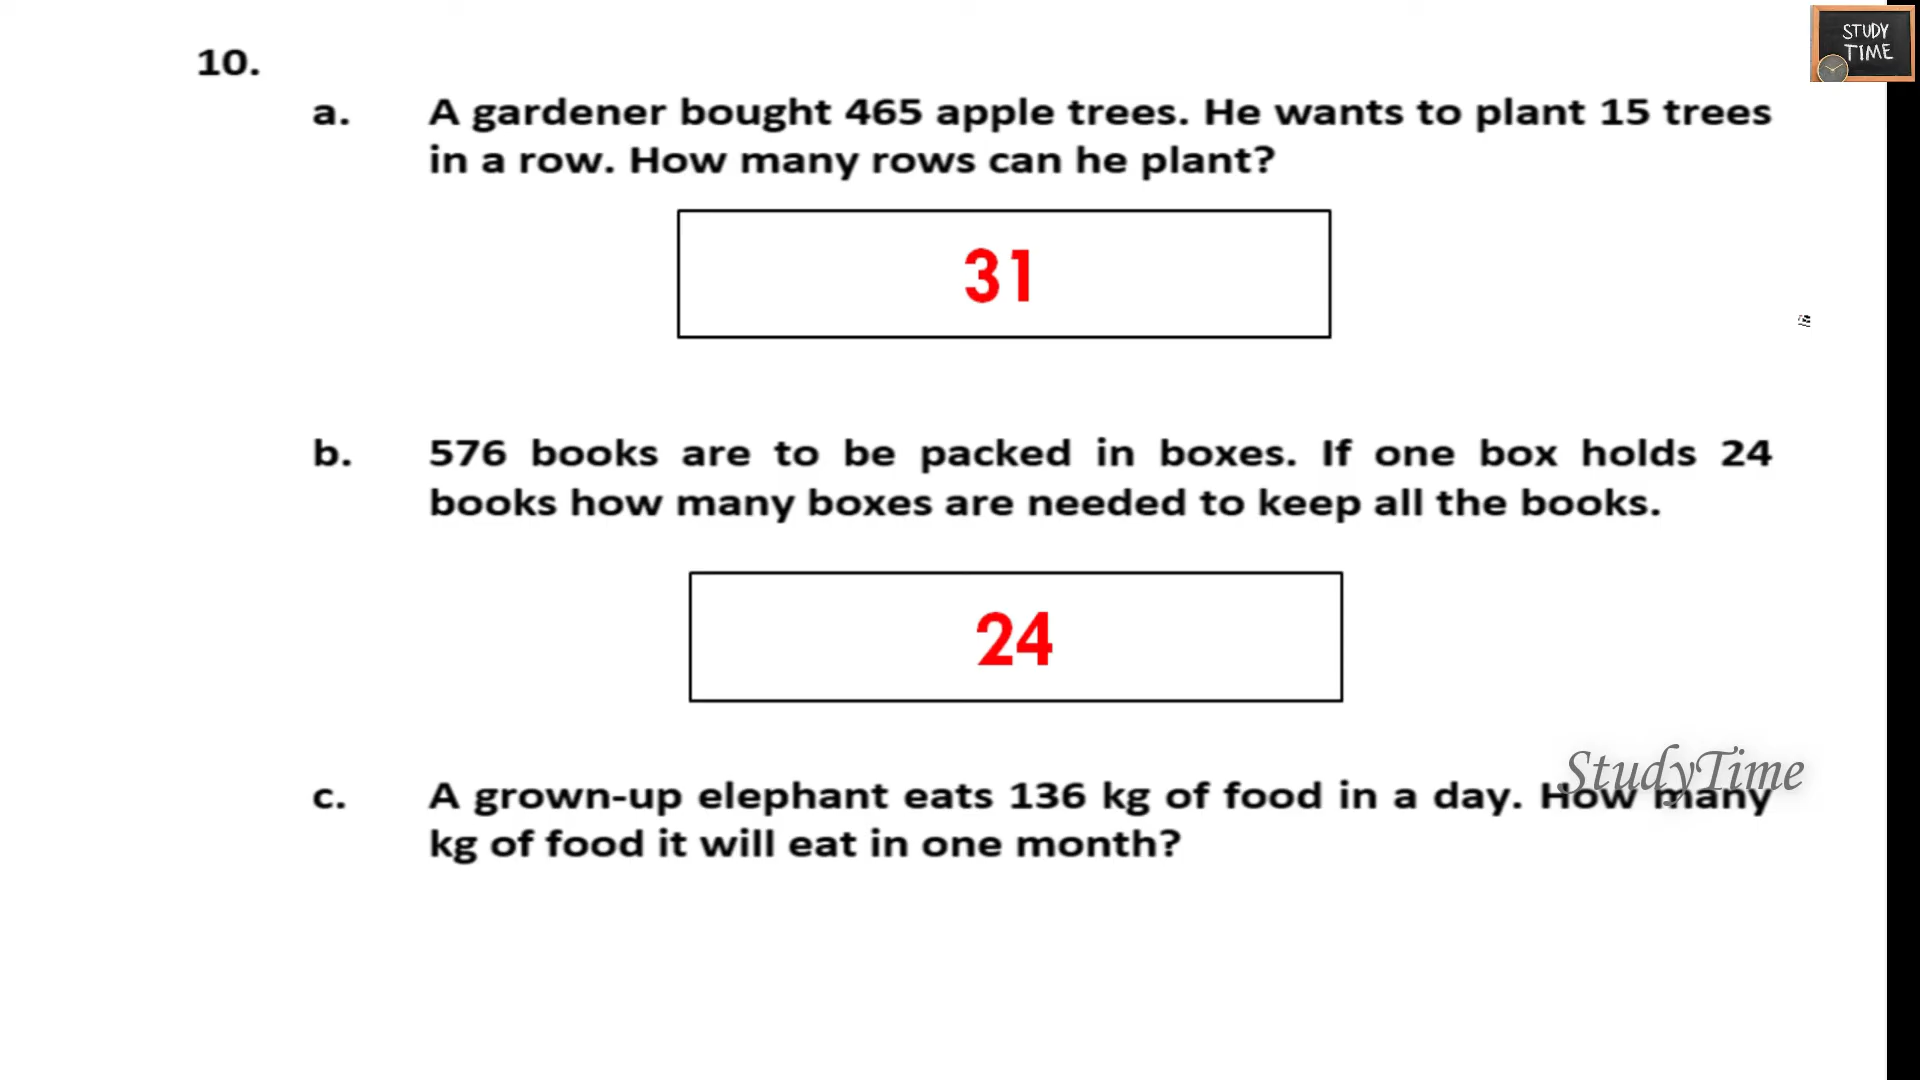 STUDY
TIME
10.
a. A gardener bought 465 apple trees. He wants to plant 15 trees
in a row. How many rows can he plant?
31
b. 576 books are to be packed in boxes. If one box holds 24
books how many boxes are needed to keep all the books.
24
StudyTime
c. A grown-up elephant eats 136 kg of food in a day. How many
kg of food it will eat in one month?